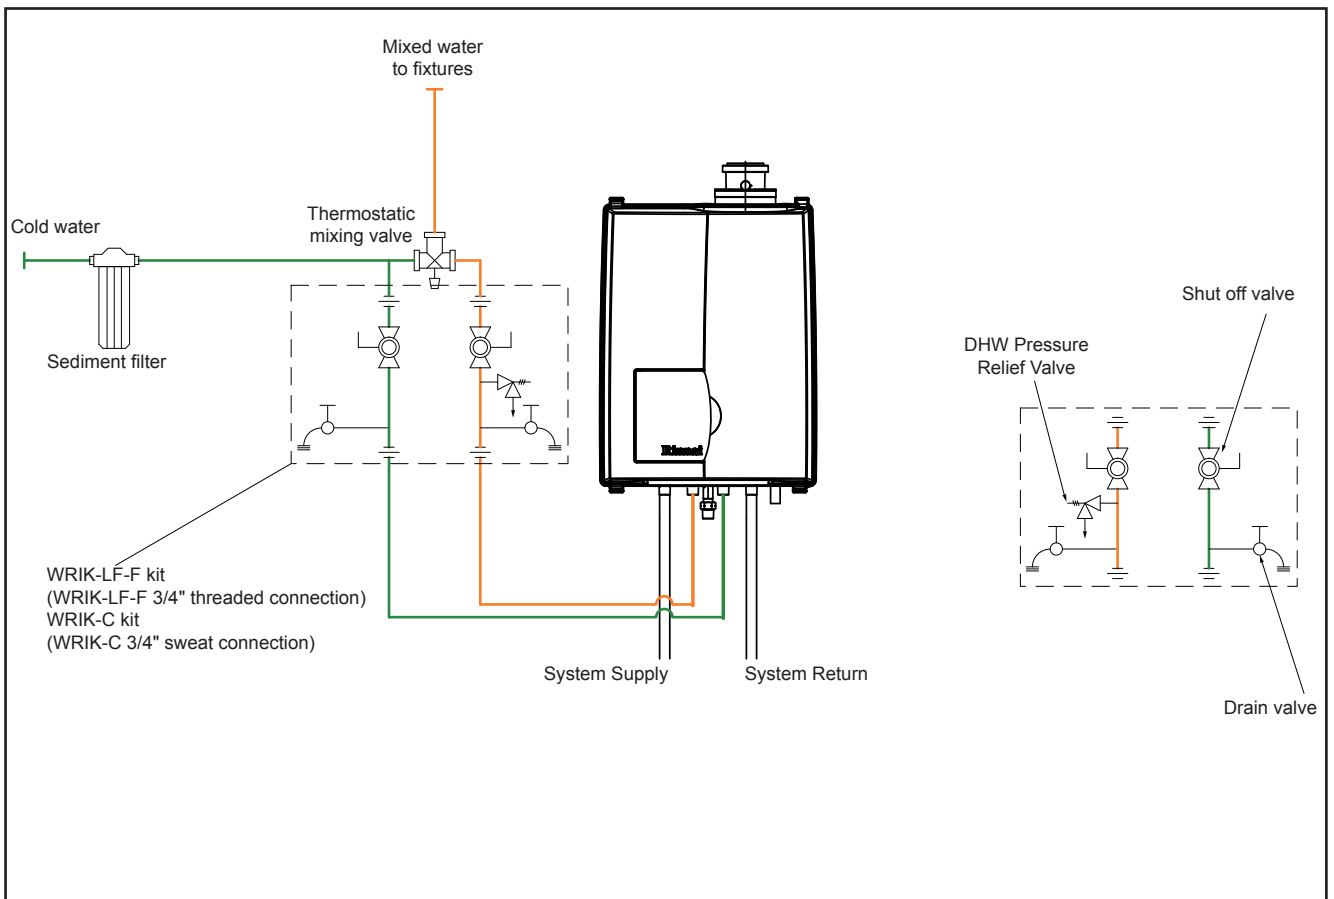 Mixed water
to fixtures
Thermostatic
mixing valve
Cold water
Sediment filter
Shut off valve
DHW Pressure
Relief Valve
Rinnai
WRIK-LF-F kit
(WRIK-LF-F 3/4" threaded connection)
WRIK-C kit
(WRIK-C 3/4" sweat connection)
System Supply
System Return
Drain valve